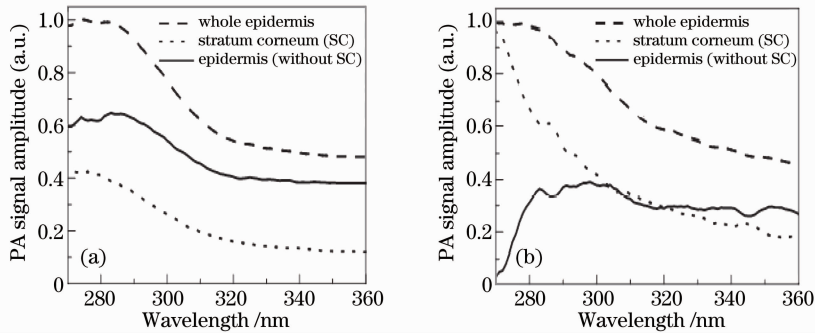 1.0
0.8
0.6
0.4
0.2
0
PA signal amplitude (a.u.)
whole epidermis
stratum corneum (SC)
epidermis (without SC)
(a)
280 300 320 340 360
Wavelength /nm
1.0
0.8
0.6
0.4
0.2
0
PA signal amplitude (a.u.)
whole epidermis
stratum corneum (SC)
epidermis (without SC)
(b)
280 300 320 340 360
Wavelength /nm